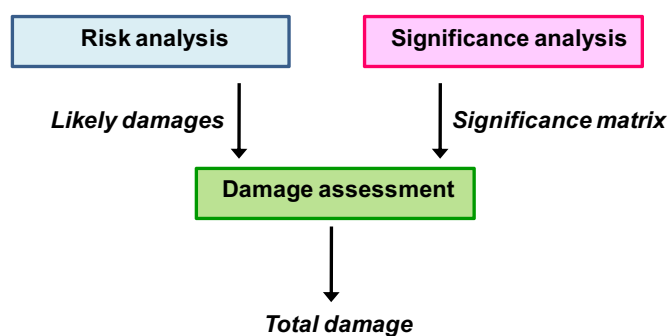 Risk analysis
Significance analysis
Likely damages
Significance matrix
Damage assessment
Total damage